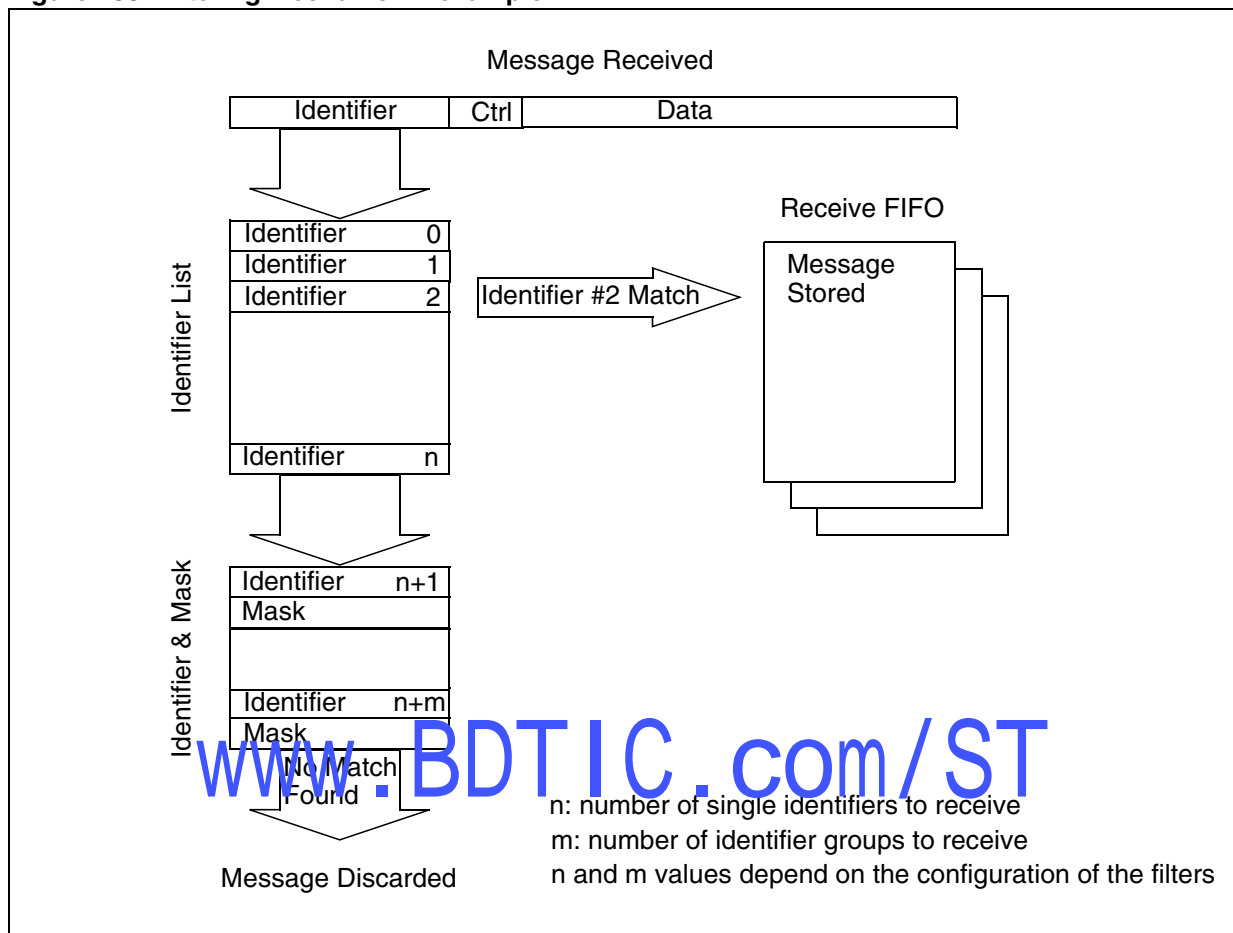 Message Received
Identifier Ctrl Data
Identifier List
Identifier 0
Identifier 1
Identifier 2
Identifier n
Identifier #2 Match
Receive FIFO
Message
Stored
Identifier & Mask
Identifier n+1
Mask
Identifier n+m
Mask
No Match
Found
Message Discarded
www.BDTIC.com/ST
n: number of single identifiers to receive
m: number of identifier groups to receive
n and m values depend on the configuration of the filters